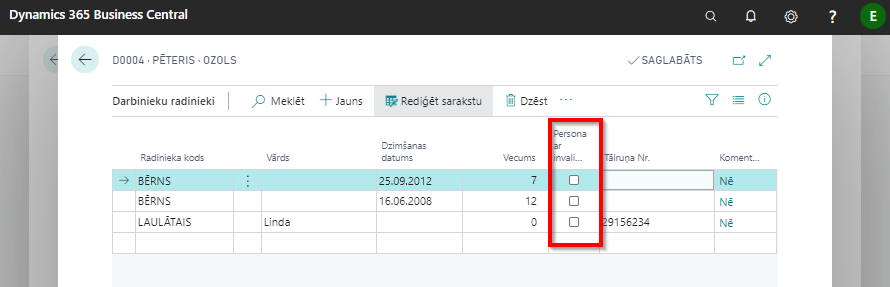 Dynamics 365 Business Central
?
E
D0004 · PĒTERIS · OZOLS
SAGLABĀTS
Darbinieku radinieki
Meklēt
Jauns
Rediģēt sarakstu
Dzēst
···
Radinieka kods
Vārds
Dzimšanas
datums
Vecums
Persona
ar
invali...
Tālruņa Nr.
Koment...
BĒRNS
25.09.2012
7
Nē
BĒRNS
16.06.2008
12
Nē
LAULĀTAIS
Linda
0
29156234
Nē